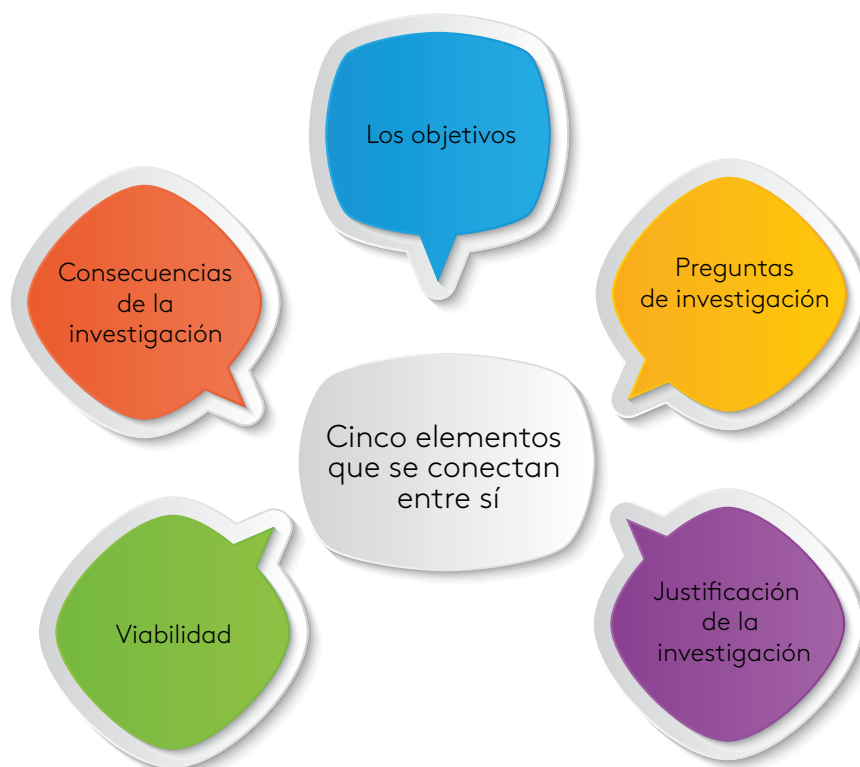 Los objetivos
Preguntas
de investigación
Justificación
de la
investigación
Viabilidad
Consecuencias
de la
investigación
Cinco elementos
que se conectan
entre sí